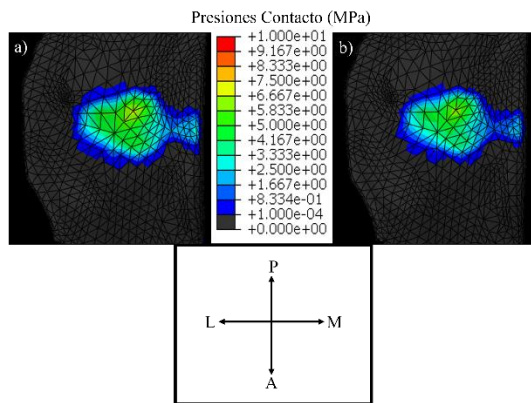 Presiones Contacto (MPa)
a)
b)
+1.000e+01
+9.167e+00
+8.333e+00
+7.500e+00
+6.667e+00
+5.833e+00
+5.000e+00
+4.167e+00
+3.333e+00
+2.500e+00
+1.667e+00
+8.334e-01
+1.000e-04
+0.000e+00
P
L
M
A